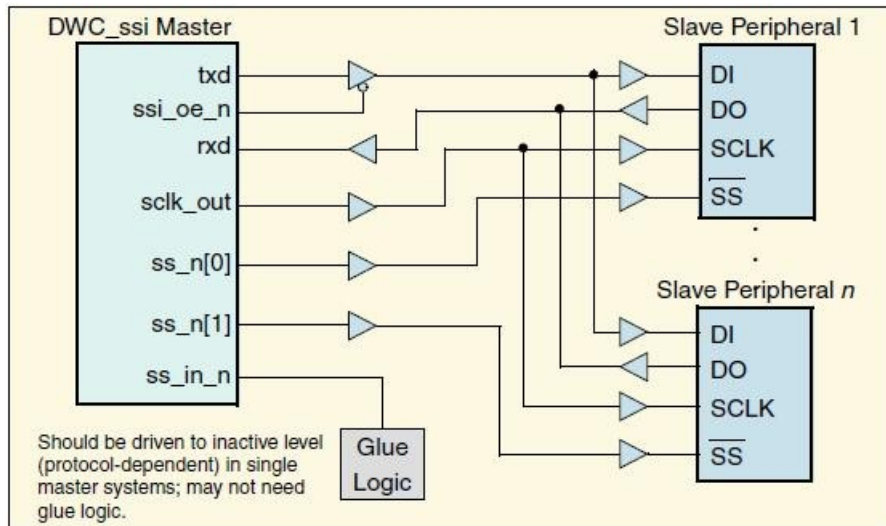 DWC_ssi Master
txd
ssi_oe_n
rxd
sclk_out
ss_n[0]
ss_n[1]
ss_in_n
Should be driven to inactive level
(protocol-dependent) in single
master systems; may not need
glue logic.
Glue
Logic
Slave Peripheral 1
DI
DO
SCLK
SS
Slave Peripheral n
DI
DO
SCLK
SS